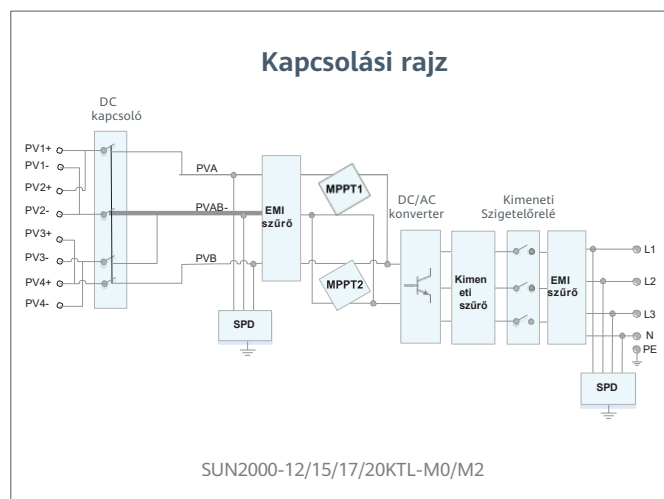 Kapcsolási rajz
DC
kapcsoló
PV1+
PV1-
PV2+
PV2-
PV3+
PV3-
PV4+
PV4-
PVA
PVAB-
PVB
EMI
szűrő
SPD
MPPT1
MPPT2
DC/AC
konverter
Kimen
eti
szűrő
Kimeneti
Szigetelőrelé
EMI
szűrő
L1
L2
L3
N
PE
SPD
SUN2000-12/15/17/20KTL-M0/M2